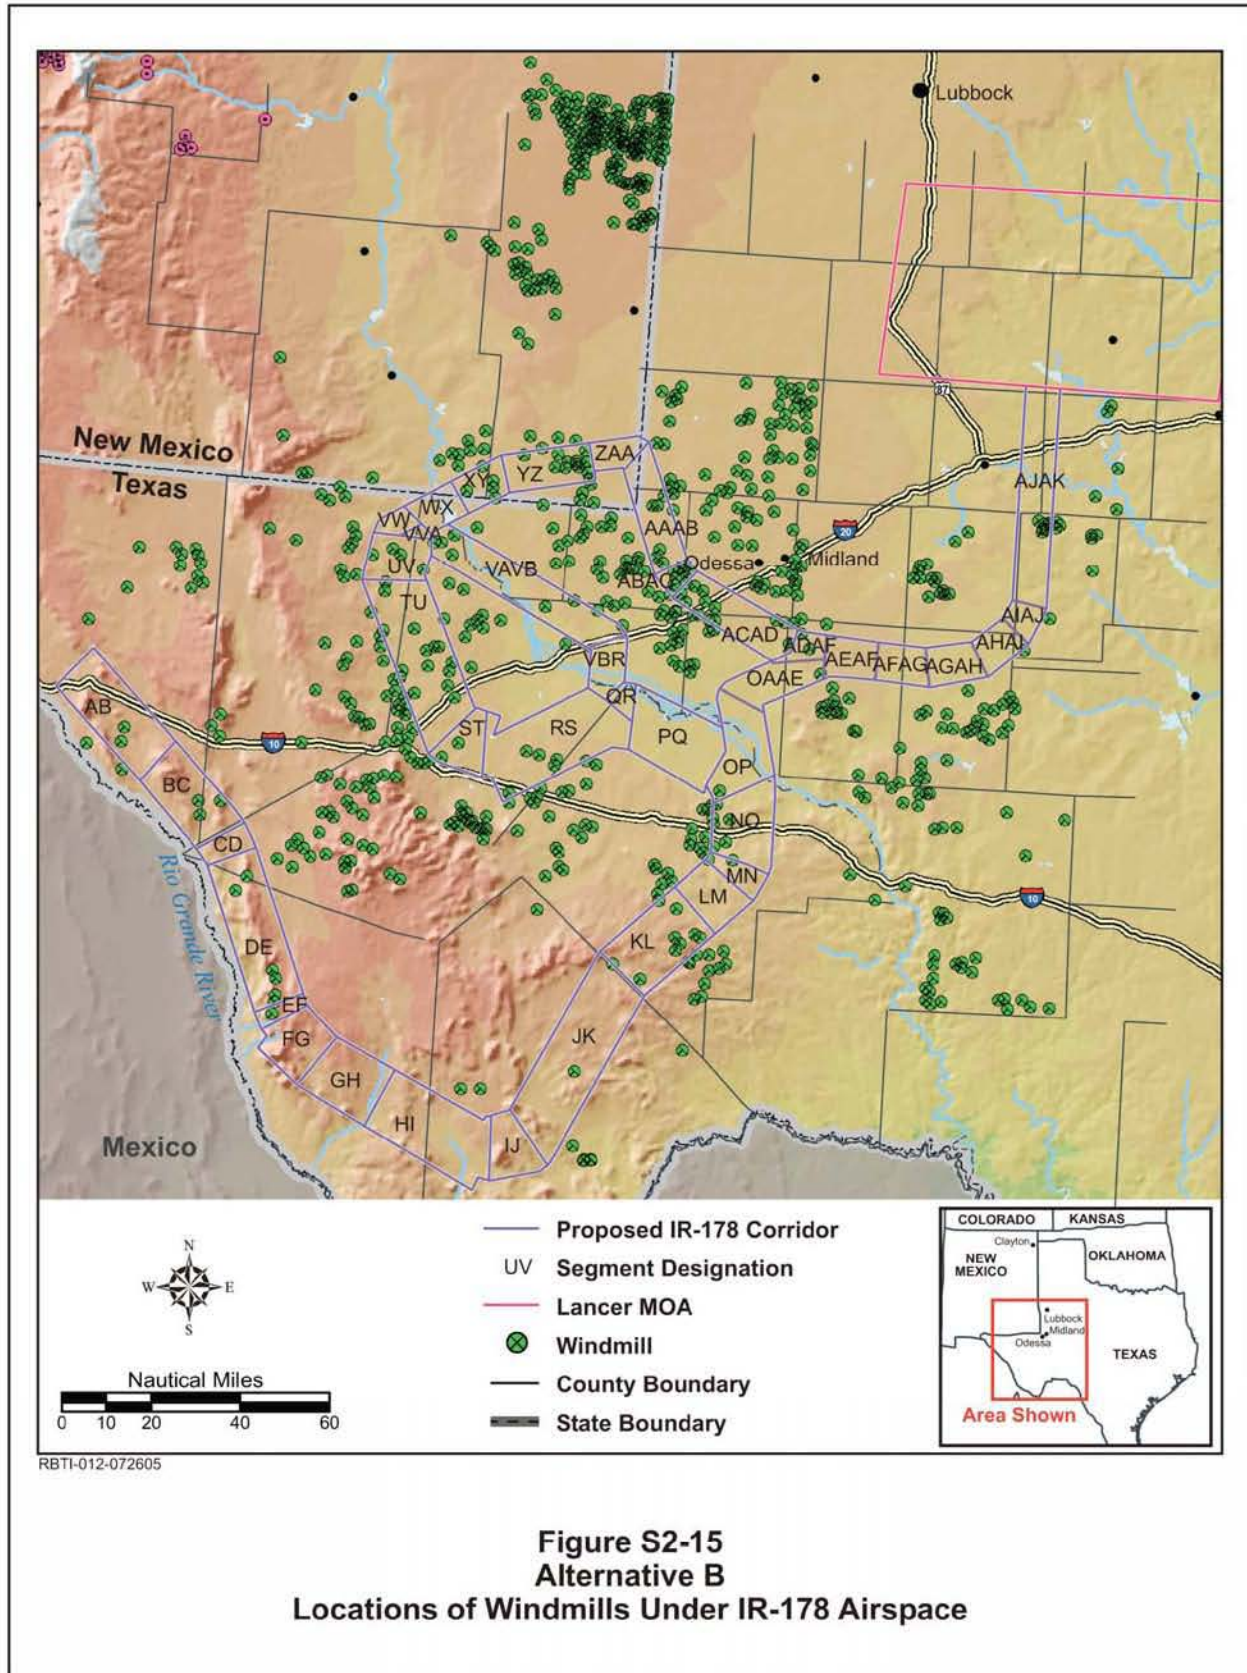 Lubbock
87
New Mexico
Texas
ZAA
YZ
XY
WX
VW
VVA
AJAK
20
AAAB
Odessa
Midland
UV
VAVB
ABAC
TU
AIAJ
ACAD
ADAF
AHAI
VBR
AEAF
AFAG
AGAH
OAAE
QR
AB
ST
RS
PQ
10
OP
BC
NO
CD
MN
LM
10
Rio Grande River
KL
DE
EF
FG
JK
GH
HI
IJ
Mexico
N
W
E
S
Nautical Miles
0 10 20 40 60
Proposed IR-178 Corridor
UV Segment Designation
Lancer MOA
Windmill
County Boundary
State Boundary
COLORADO
KANSAS
Clayton
NEW
MEXICO
OKLAHOMA
Lubbock
Midland
Odessa
TEXAS
Area Shown
RBTI-012-072605
Figure S2-15
Alternative B
Locations of Windmills Under IR-178 Airspace